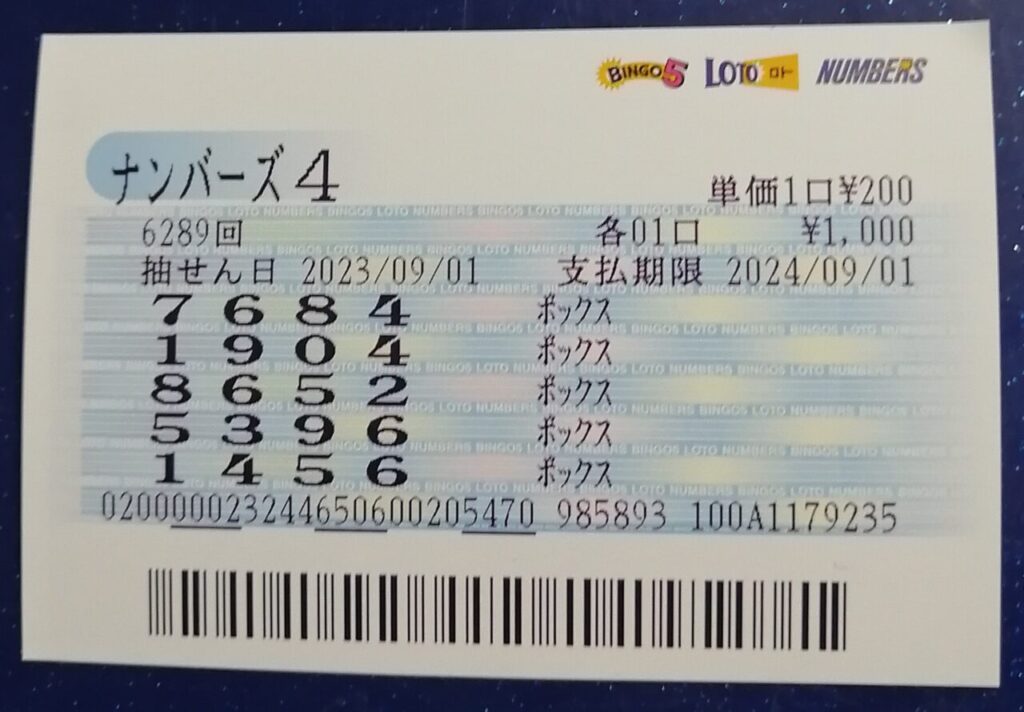 BINGO5 LOTO ロト NUMBERS
ナンバーズ4
単価1口¥200
6289回 各01口 ¥1,000
抽せん日 2023/09/01 支払期限 2024/09/01
7 6 8 4 ボックス
1 9 0 4 ボックス
8 6 5 2 ボックス
5 3 9 6 ボックス
1 4 5 6 ボックス
020000023244650600205470 985893 100A1179235